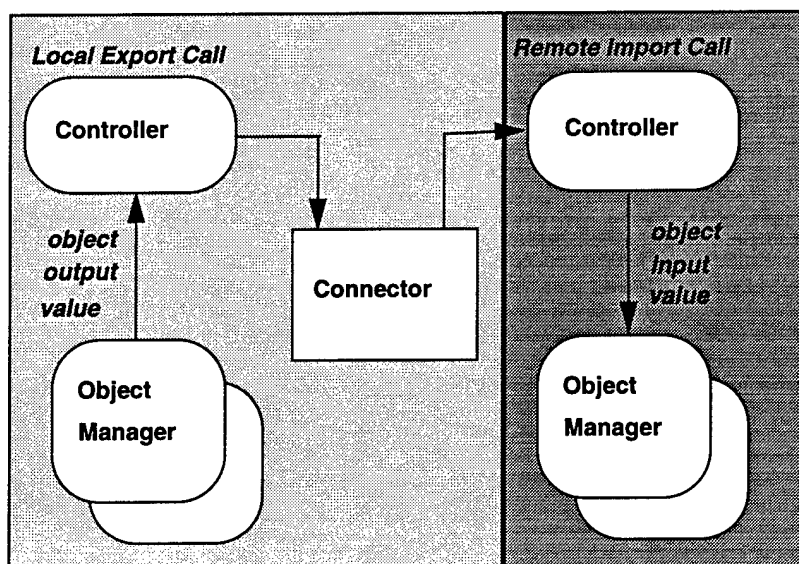 Local Export Call
Controller
object
output
value
Object
Manager
Connector
Remote Import Call
Controller
object
input
value
Object
Manager